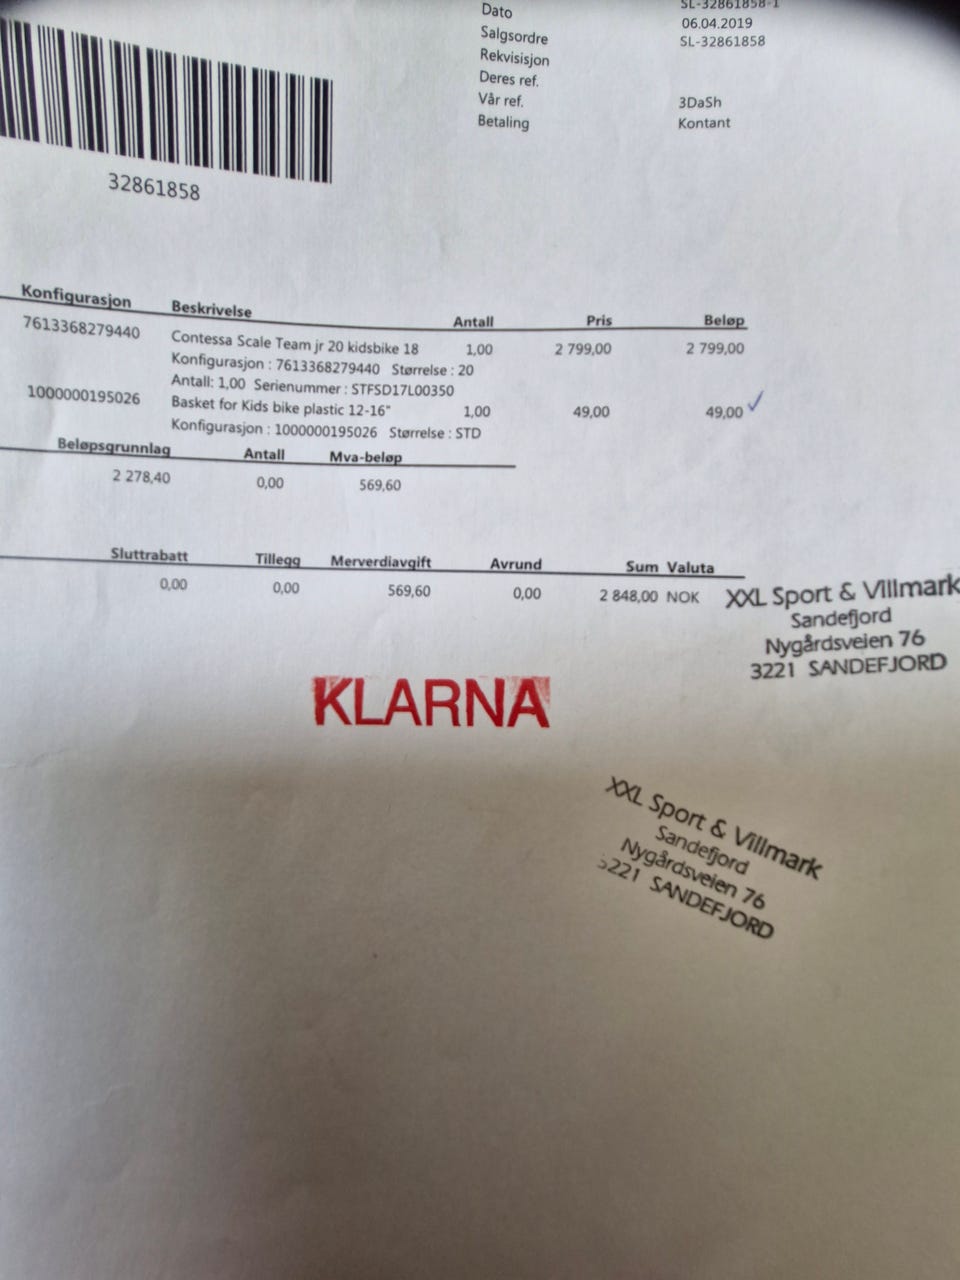 SL-32861858-1
Dato 06.04.2019
Salgsordre SL-32861858
Rekvisisjon
Deres ref.
Vår ref. 3DaSh
Betaling Kontant
32861858
Konfigurasjon Beskrivelse Antall Pris Beløp
7613368279440 Contessa Scale Team jr 20 kidsbike 18 1,00 2 799,00 2 799,00
Konfigurasjon : 7613368279440 Størrelse : 20
Antall: 1,00 Serienummer : STFSD17L00350
1000000195026 Basket for Kids bike plastic 12-16" 1,00 49,00 49,00
Konfigurasjon : 1000000195026 Størrelse : STD
Beløpsgrunnlag Antall Mva-beløp
2 278,40 0,00 569,60
Sluttrabatt Tillegg Merverdiavgift Avrund Sum Valuta
0,00 0,00 569,60 0,00 2 848,00 NOK
XXL Sport & Villmark
Sandefjord
Nygårdsveien 76
3221 SANDEFJORD
KLARNA
XXL Sport & Villmark
Sandefjord
Nygårdsveien 76
3221 SANDEFJORD